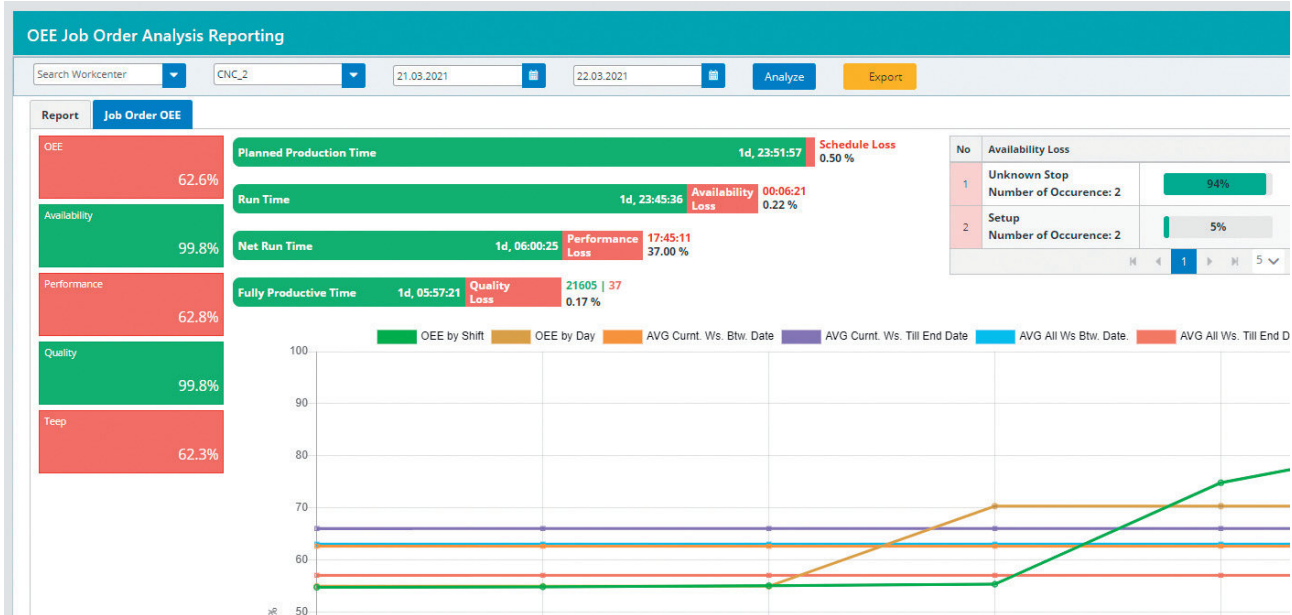 OEE Job Order Analysis Reporting
Search Workcenter
CNC_2
21.03.2021
22.03.2021
Analyze
Export
Report
Job Order OEE
OEE
62.6%
Availability
99.8%
Performance
62.8%
Quality
99.8%
Teep
62.3%
Planned Production Time 1d, 23:51:57
Schedule Loss
0.50 %
Run Time 1d, 23:45:36
Availability
Loss
00:06:21
0.22 %
Net Run Time 1d, 06:00:25
Performance
Loss
17:45:11
37.00 %
Fully Productive Time 1d, 05:57:21
Quality
Loss
21605 | 37
0.17 %
No Availability Loss
1
Unknown Stop
Number of Occurence: 2
94%
2
Setup
Number of Occurence: 2
5%
1
5
OEE by Shift
OEE by Day
AVG Curnt. Ws. Btw. Date
AVG Curnt. Ws. Till End Date
AVG All Ws Btw. Date.
AVG All Ws. Till End D
100
90
80
70
60
50
%